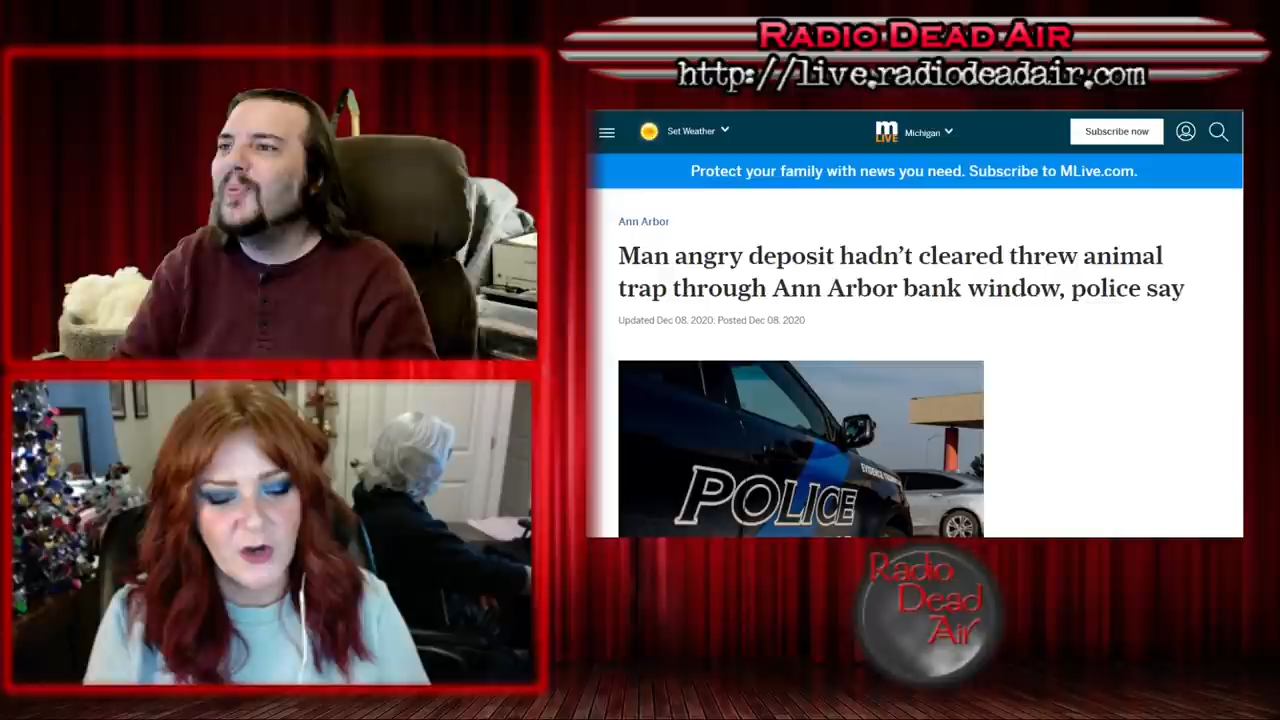 RADIO DEAD AIR
http://live.radiodeadair.com
Set Weather
m
LIVE
Michigan
Subscribe now
Protect your family with news you need. Subscribe to MLive.com.
Ann Arbor
Man angry deposit hadn't cleared threw animal
trap through Ann Arbor bank window, police say
Updated Dec 08, 2020; Posted Dec 08, 2020
POLICE
Radio
Dead
Air